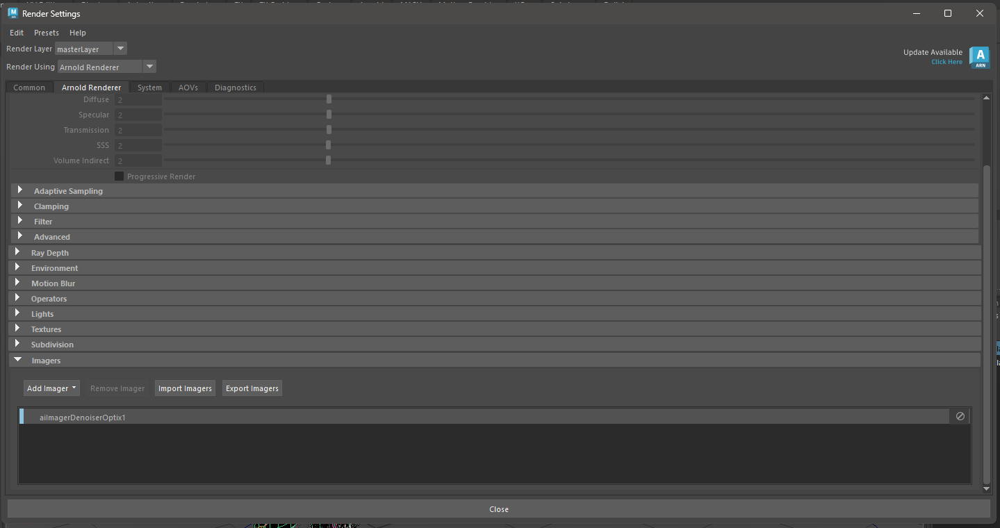 Render Settings
Edit Presets Help
Render Layer masterLayer
Render Using Arnold Renderer
Update Available
Click Here
A
ARN
Common Arnold Renderer System AOVs Diagnostics
Diffuse 2
Specular 2
Transmission 2
SSS 2
Volume Indirect 2
Progressive Render
Adaptive Sampling
Clamping
Filter
Advanced
Ray Depth
Environment
Motion Blur
Operators
Lights
Textures
Subdivision
Imagers
Add Imager Remove Imager Import Imagers Export Imagers
aiImagerDenoiserOptix1
Close